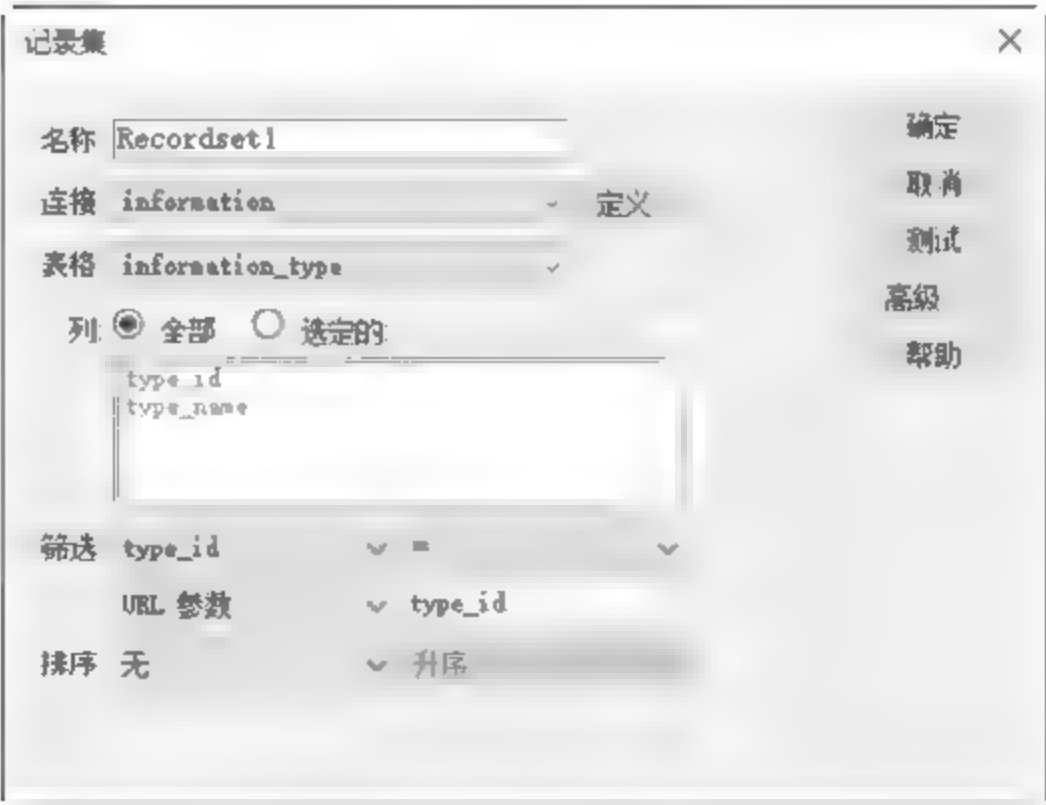 记录集
名称 Recordset1
确定
连接 information 定义
取消
表格 information_type
测试
高级
列: 全部 选定的:
帮助
type_id
type_name
筛选 type_id =
URL 参数 type_id
排序 无 升序